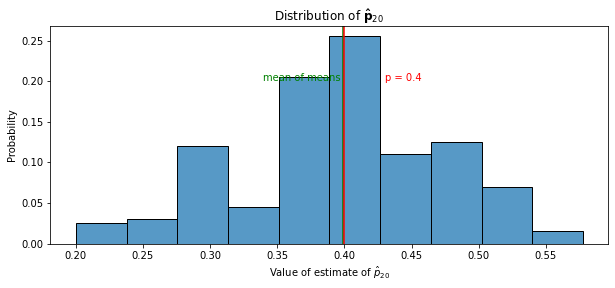 Distribution of p̂₂₀
0.25
0.20
0.15
0.10
0.05
0.00
Probability
mean of means
p = 0.4
0.20 0.25 0.30 0.35 0.40 0.45 0.50 0.55
Value of estimate of p̂₂₀